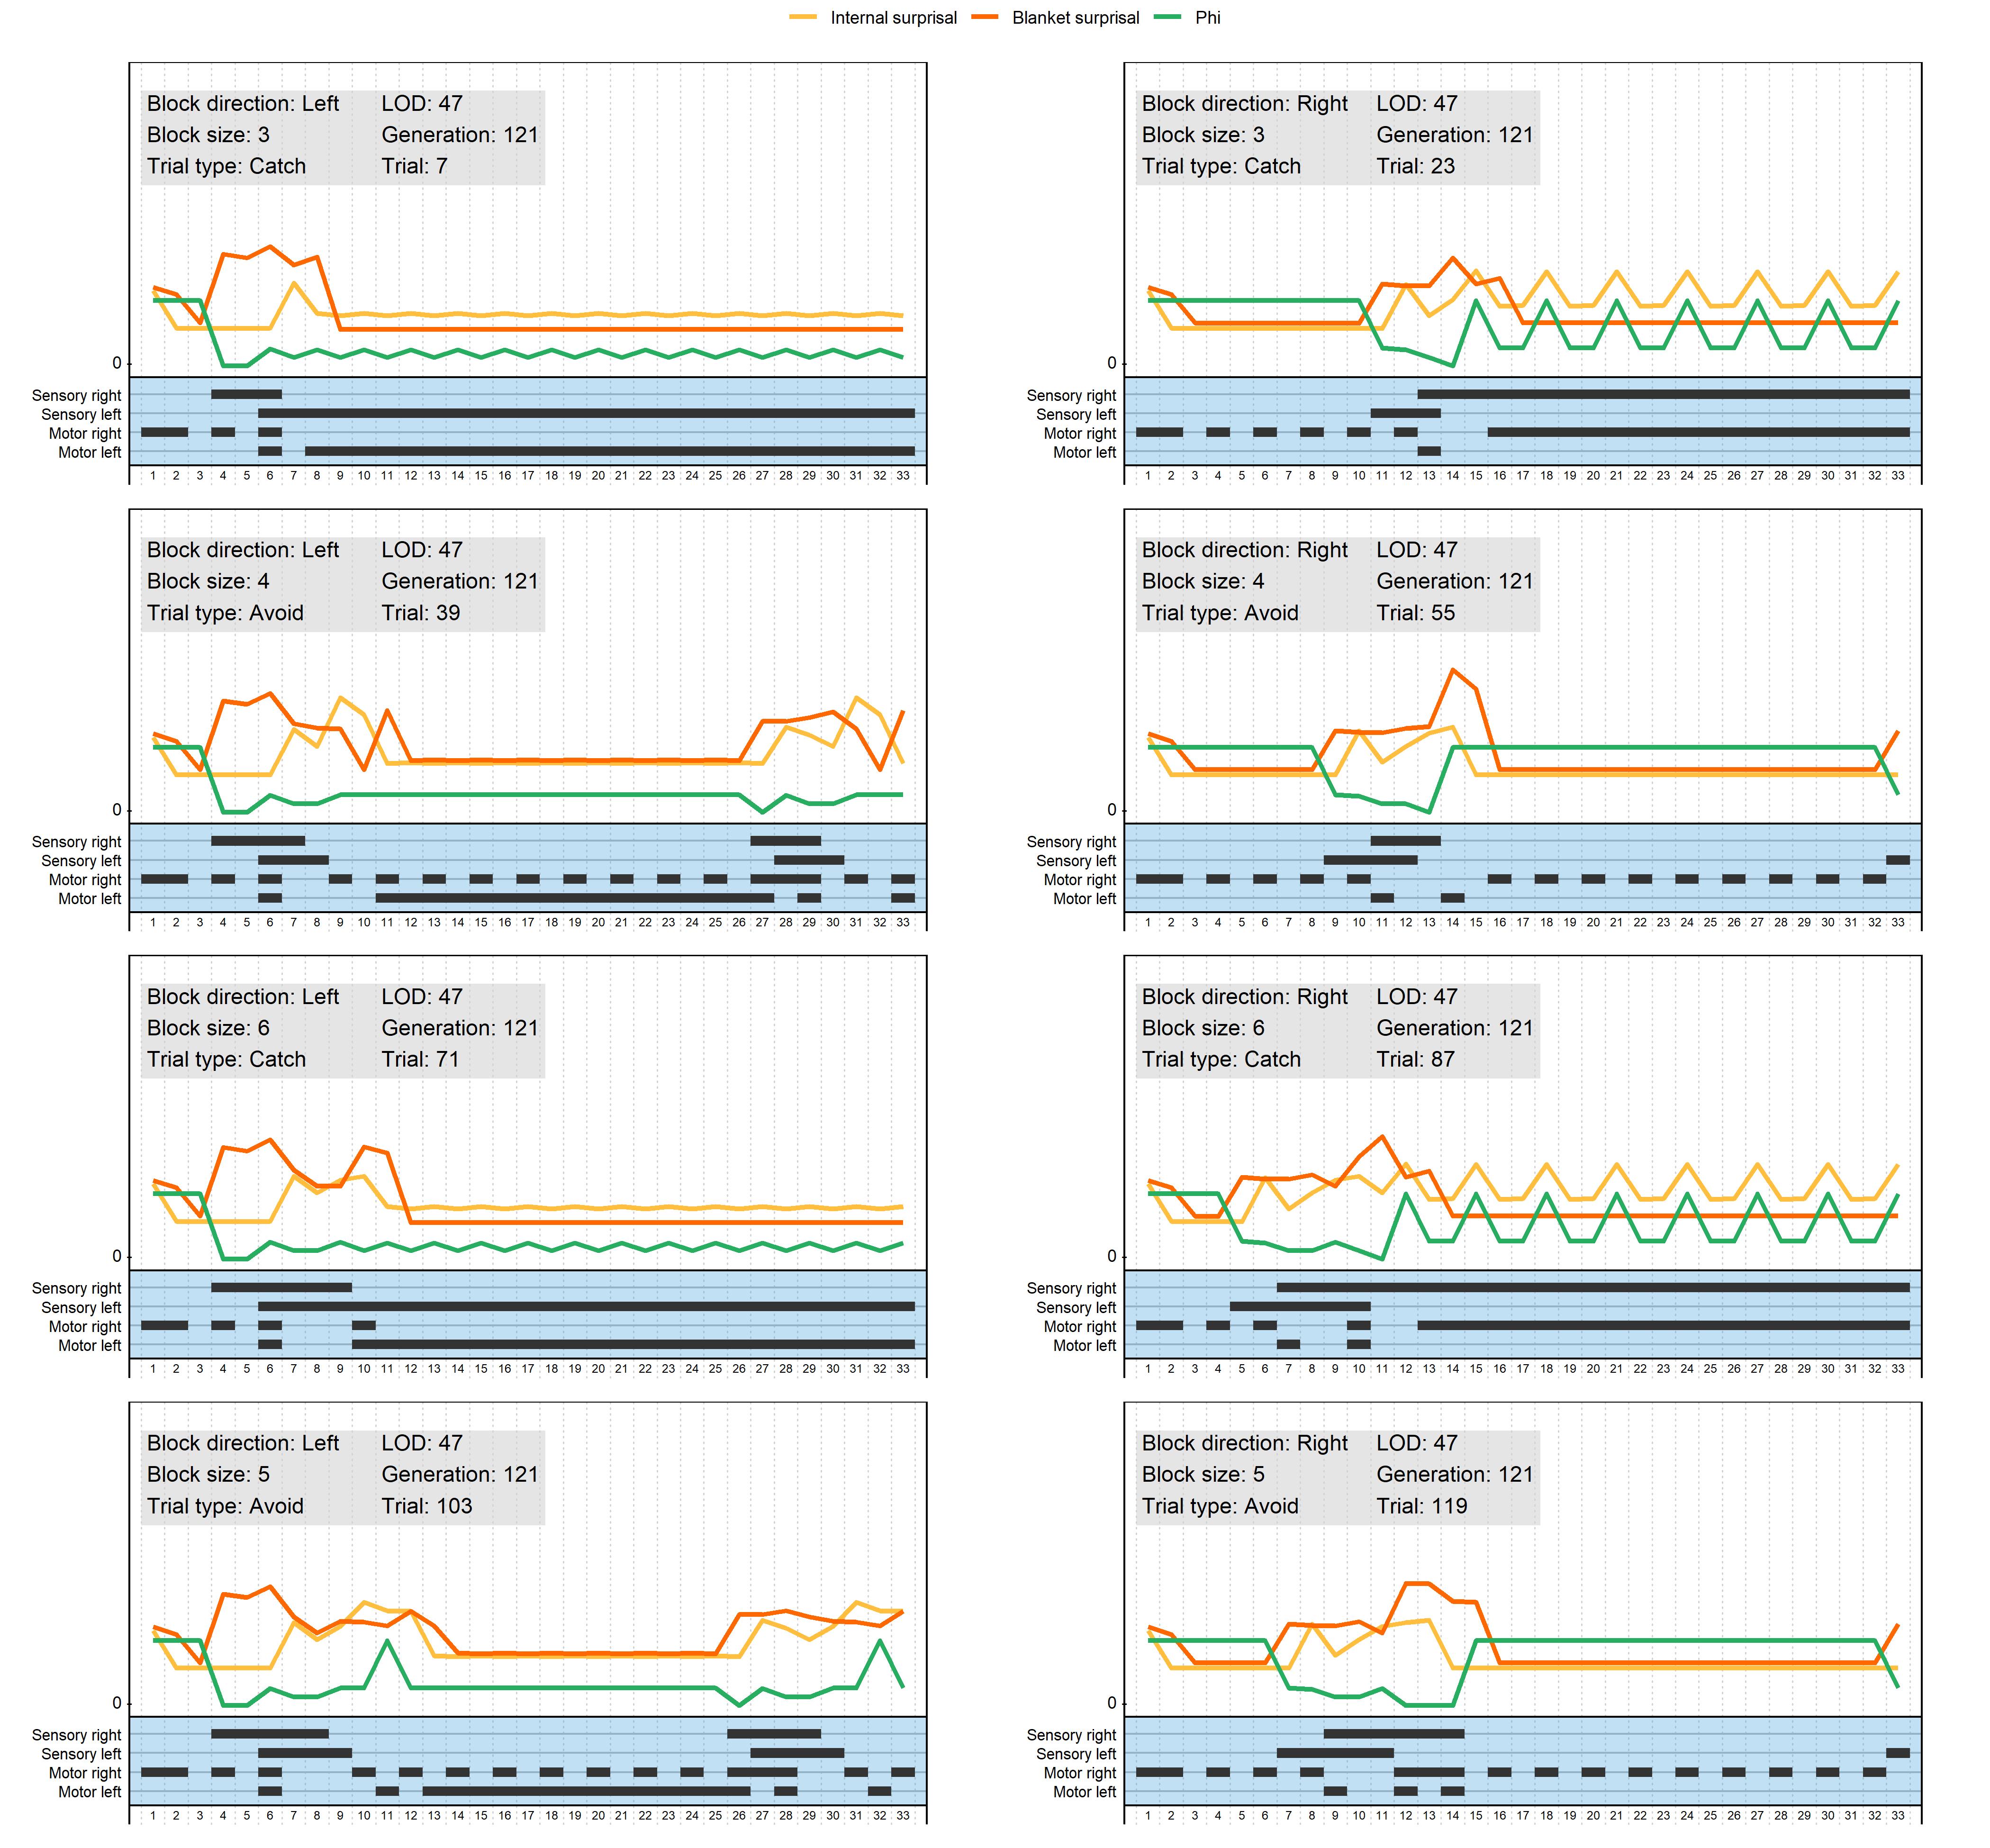 Internal surprisal Blanket surprisal Phi
Block direction: Left LOD: 47
Block size: 3 Generation: 121
Trial type: Catch Trial: 7
0
Sensory right
Sensory left
Motor right
Motor left
1 2 3 4 5 6 7 8 9 10 11 12 13 14 15 16 17 18 19 20 21 22 23 24 25 26 27 28 29 30 31 32 33
Block direction: Right LOD: 47
Block size: 3 Generation: 121
Trial type: Catch Trial: 23
0
Sensory right
Sensory left
Motor right
Motor left
1 2 3 4 5 6 7 8 9 10 11 12 13 14 15 16 17 18 19 20 21 22 23 24 25 26 27 28 29 30 31 32 33
Block direction: Left LOD: 47
Block size: 4 Generation: 121
Trial type: Avoid Trial: 39
0
Sensory right
Sensory left
Motor right
Motor left
1 2 3 4 5 6 7 8 9 10 11 12 13 14 15 16 17 18 19 20 21 22 23 24 25 26 27 28 29 30 31 32 33
Block direction: Right LOD: 47
Block size: 4 Generation: 121
Trial type: Avoid Trial: 55
0
Sensory right
Sensory left
Motor right
Motor left
1 2 3 4 5 6 7 8 9 10 11 12 13 14 15 16 17 18 19 20 21 22 23 24 25 26 27 28 29 30 31 32 33
Block direction: Left LOD: 47
Block size: 6 Generation: 121
Trial type: Catch Trial: 71
0
Sensory right
Sensory left
Motor right
Motor left
1 2 3 4 5 6 7 8 9 10 11 12 13 14 15 16 17 18 19 20 21 22 23 24 25 26 27 28 29 30 31 32 33
Block direction: Right LOD: 47
Block size: 6 Generation: 121
Trial type: Catch Trial: 87
0
Sensory right
Sensory left
Motor right
Motor left
1 2 3 4 5 6 7 8 9 10 11 12 13 14 15 16 17 18 19 20 21 22 23 24 25 26 27 28 29 30 31 32 33
Block direction: Left LOD: 47
Block size: 5 Generation: 121
Trial type: Avoid Trial: 103
0
Sensory right
Sensory left
Motor right
Motor left
1 2 3 4 5 6 7 8 9 10 11 12 13 14 15 16 17 18 19 20 21 22 23 24 25 26 27 28 29 30 31 32 33
Block direction: Right LOD: 47
Block size: 5 Generation: 121
Trial type: Avoid Trial: 119
0
Sensory right
Sensory left
Motor right
Motor left
1 2 3 4 5 6 7 8 9 10 11 12 13 14 15 16 17 18 19 20 21 22 23 24 25 26 27 28 29 30 31 32 33